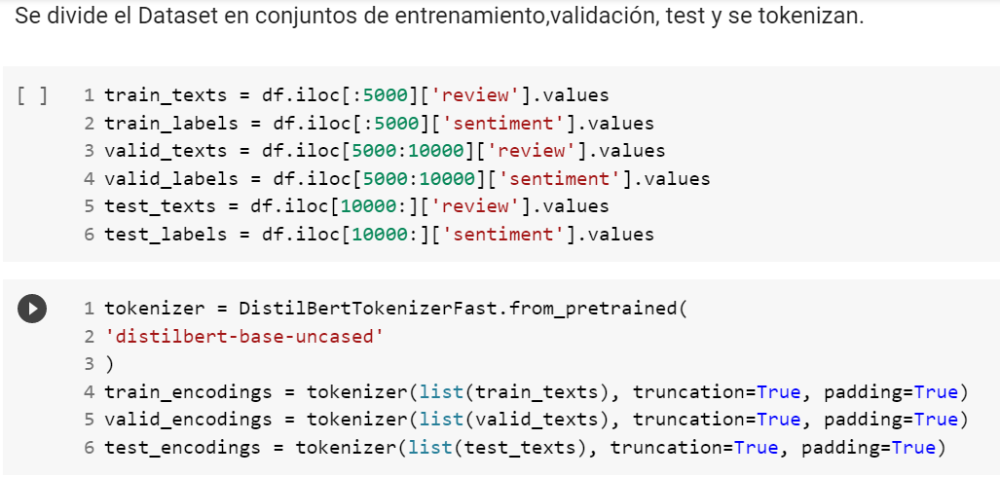 Se divide el Dataset en conjuntos de entrenamiento,validación, test y se tokenizan.
[ ] 1 train_texts = df.iloc[:5000]['review'].values
2 train_labels = df.iloc[:5000]['sentiment'].values
3 valid_texts = df.iloc[5000:10000]['review'].values
4 valid_labels = df.iloc[5000:10000]['sentiment'].values
5 test_texts = df.iloc[10000:]['review'].values
6 test_labels = df.iloc[10000:]['sentiment'].values
1 tokenizer = DistilBertTokenizerFast.from_pretrained(
2 'distilbert-base-uncased'
3 )
4 train_encodings = tokenizer(list(train_texts), truncation=True, padding=True)
5 valid_encodings = tokenizer(list(valid_texts), truncation=True, padding=True)
6 test_encodings = tokenizer(list(test_texts), truncation=True, padding=True)